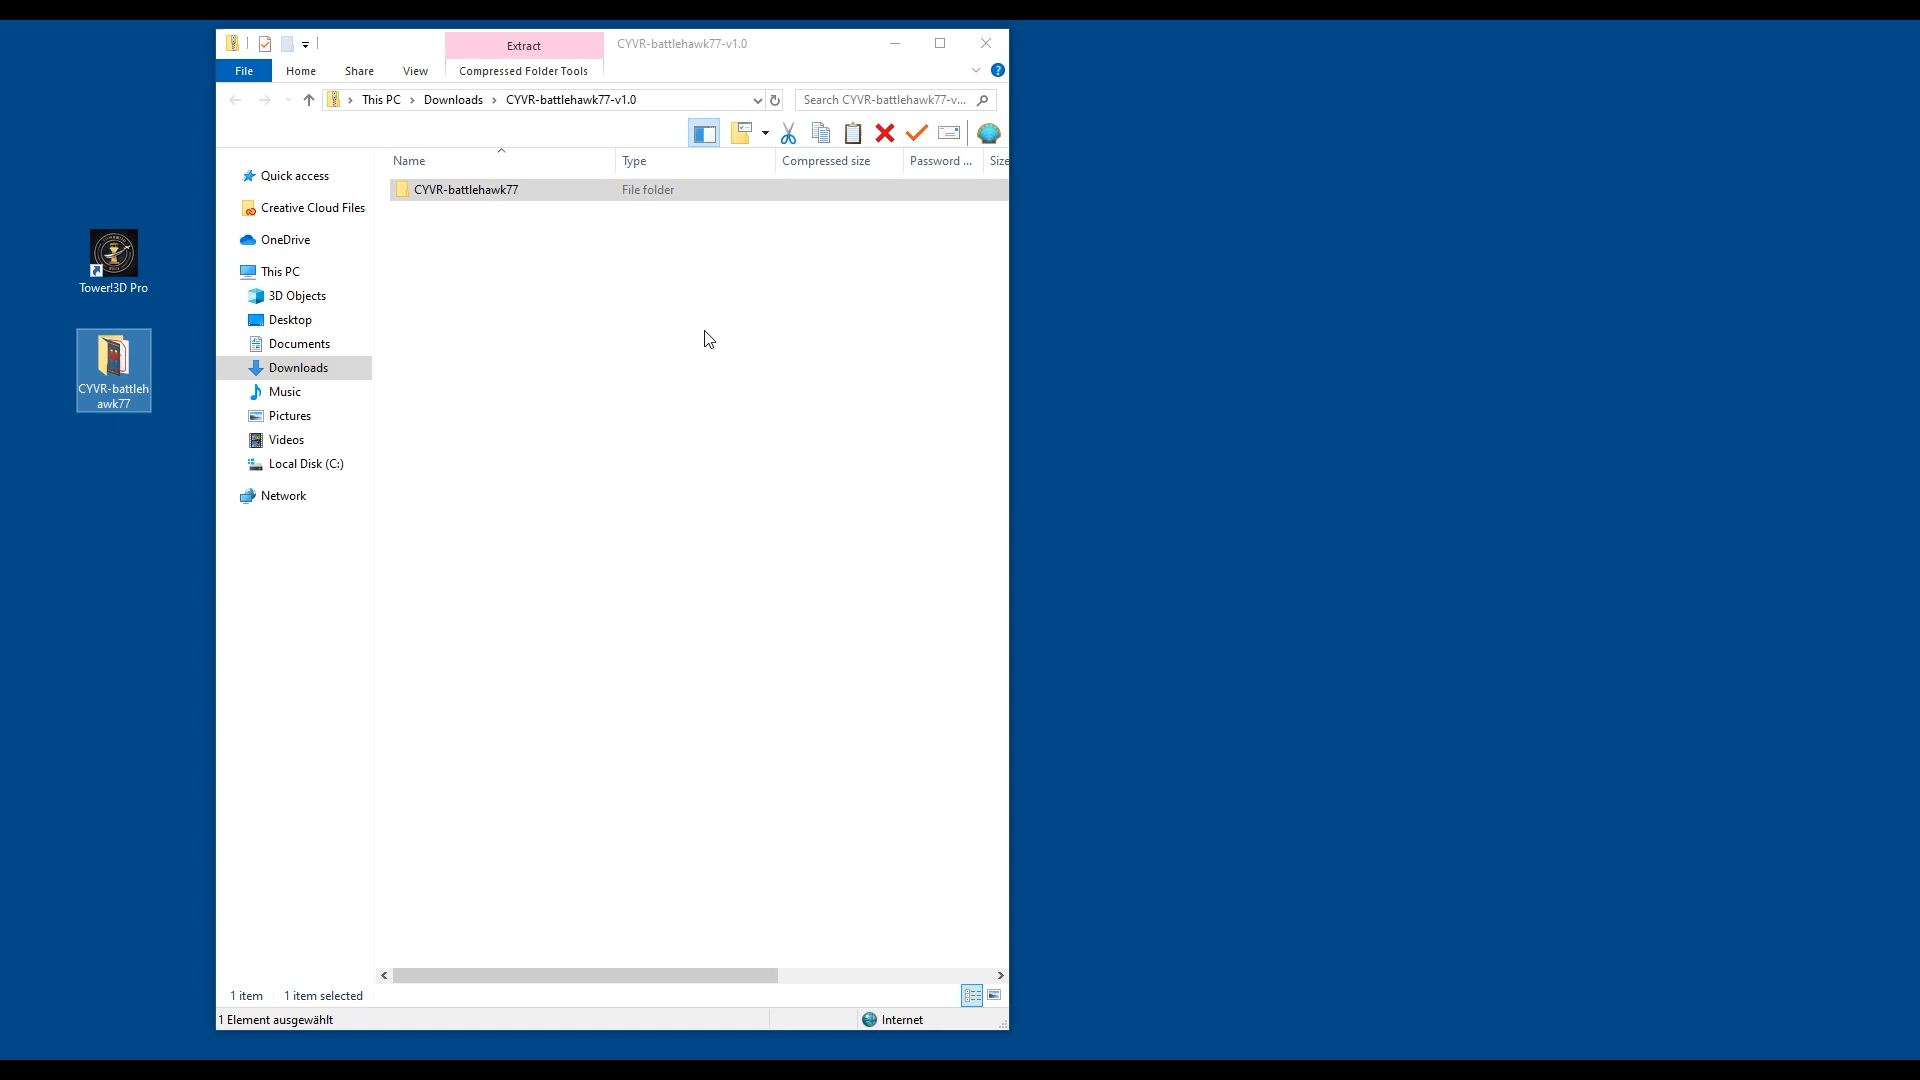 Extract
CYVR-battlehawk77-v1.0
File
Home
Share
View
Compressed Folder Tools
This PC
Downloads
CYVR-battlehawk77-v1.0
Search CYVR-battlehawk77-v...
Name
Type
Compressed size
Password ...
Size
Quick access
Creative Cloud Files
OneDrive
This PC
3D Objects
Desktop
Documents
Downloads
Music
Pictures
Videos
Local Disk (C:)
Network
CYVR-battlehawk77
File folder
Tower!3D Pro
CYVR-battleh
awk77
1 item
1 item selected
1 Element ausgewählt
Internet